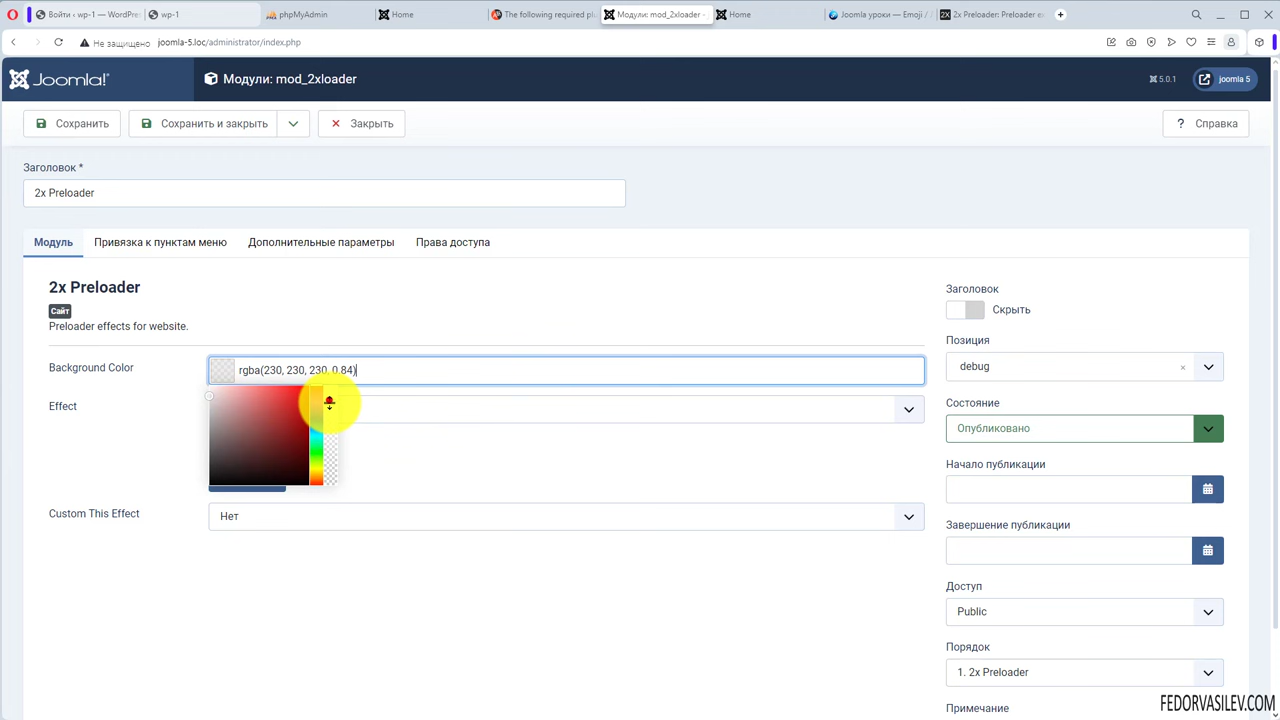 Войти ‹ wp-1 — WordPre
wp-1
phpMyAdmin
Home
The following required pl
Модули: mod_2xloader -
Home
Joomla уроки — Emoji / J
2x Preloader: Preloader e
Не защищено
joomla-5.loc/administrator/index.php
Joomla!
Модули: mod_2xloader
5.0.1
joomla 5
Сохранить
Сохранить и закрыть
Закрыть
? Справка
Заголовок *
2x Preloader
Модуль
Привязка к пунктам меню
Дополнительные параметры
Права доступа
2x Preloader
Сайт
Preloader effects for website.
Background Color
rgba(230, 230, 230, 0.84)
Effect
Custom This Effect
Нет
Заголовок
Скрыть
Позиция
debug
Состояние
Опубликовано
Начало публикации
Завершение публикации
Доступ
Public
Порядок
1. 2x Preloader
Примечание
FEDORVASILEV.COM